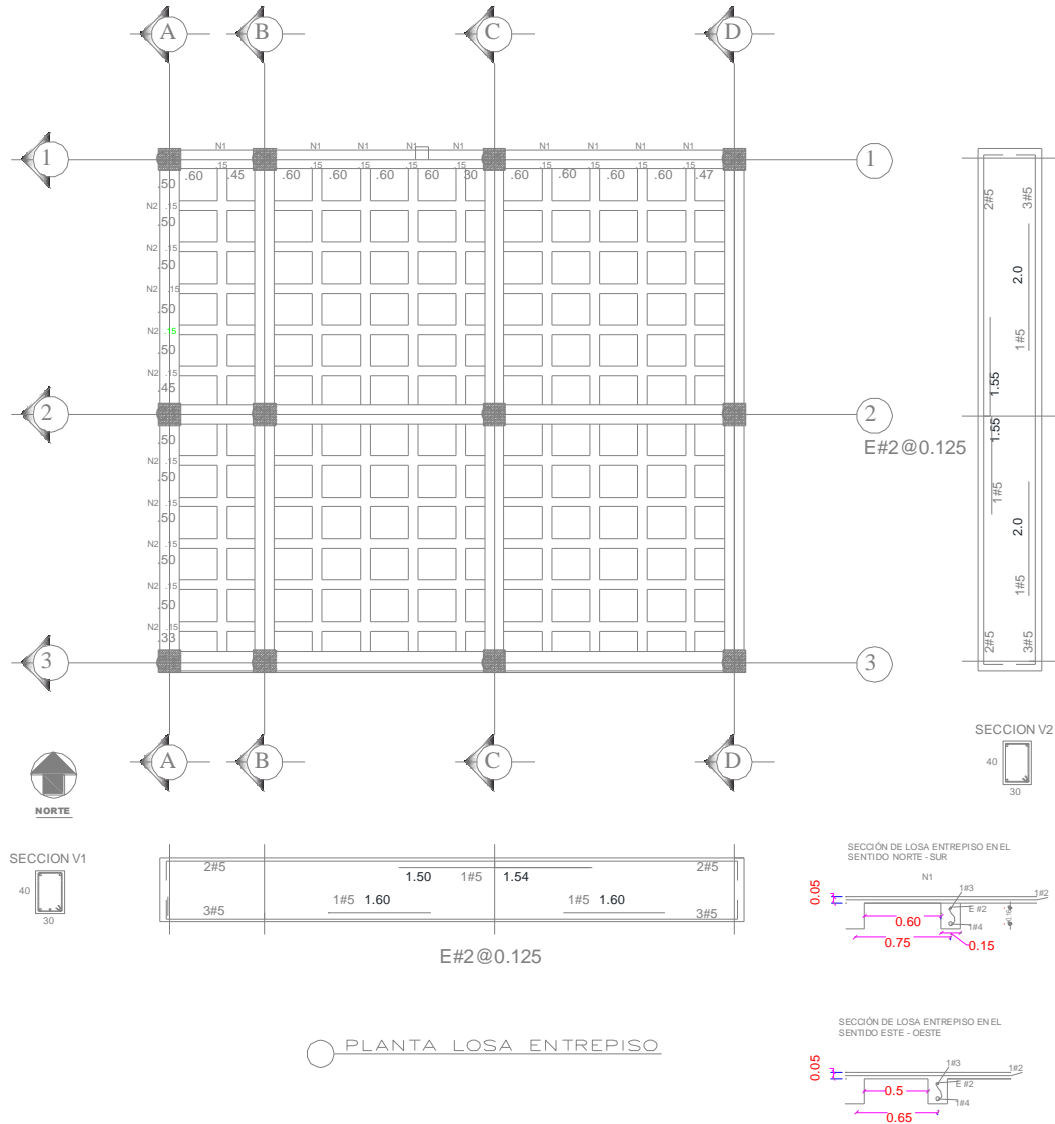 A B C D
1 1
N1 N1 N1 N1 N1 N1 N1 N1 N1
.15 .15 .15 .15 .15 .15 .15 .15 .15
.60 .45 .60 .60 .60 60 30 .60 .60 .60 .60 .47
.50
N2 .15
.50
N2 .15
.50
N2 .15
.50
N2 .15
.50
N2 .15
.45
2 2
.50
N2 .15
.50
N2 .15
.50
N2 .15
.50
N2 .15
.50
N2 .15
.33
3 3
A B C D
E#2@0.125
2#5 3#5
2.0
1#5
1.55
1.55
1#5
2.0
1#5
2#5 3#5
SECCION V2
40
30
NORTE
SECCION V1
40
30
2#5 2#5
1.50 1#5 1.54
1#5 1.60 1#5 1.60
3#5 3#5
E#2@0.125
PLANTA LOSA ENTREPISO
SECCIÓN DE LOSA ENTREPISO EN EL
SENTIDO NORTE - SUR
N1
1#3
1#2
0.05
E #2
0.60
1#4
0.75 0.15
SECCIÓN DE LOSA ENTREPISO EN EL
SENTIDO ESTE - OESTE
1#3
1#2
0.05
E #2
0.5
1#4
0.65